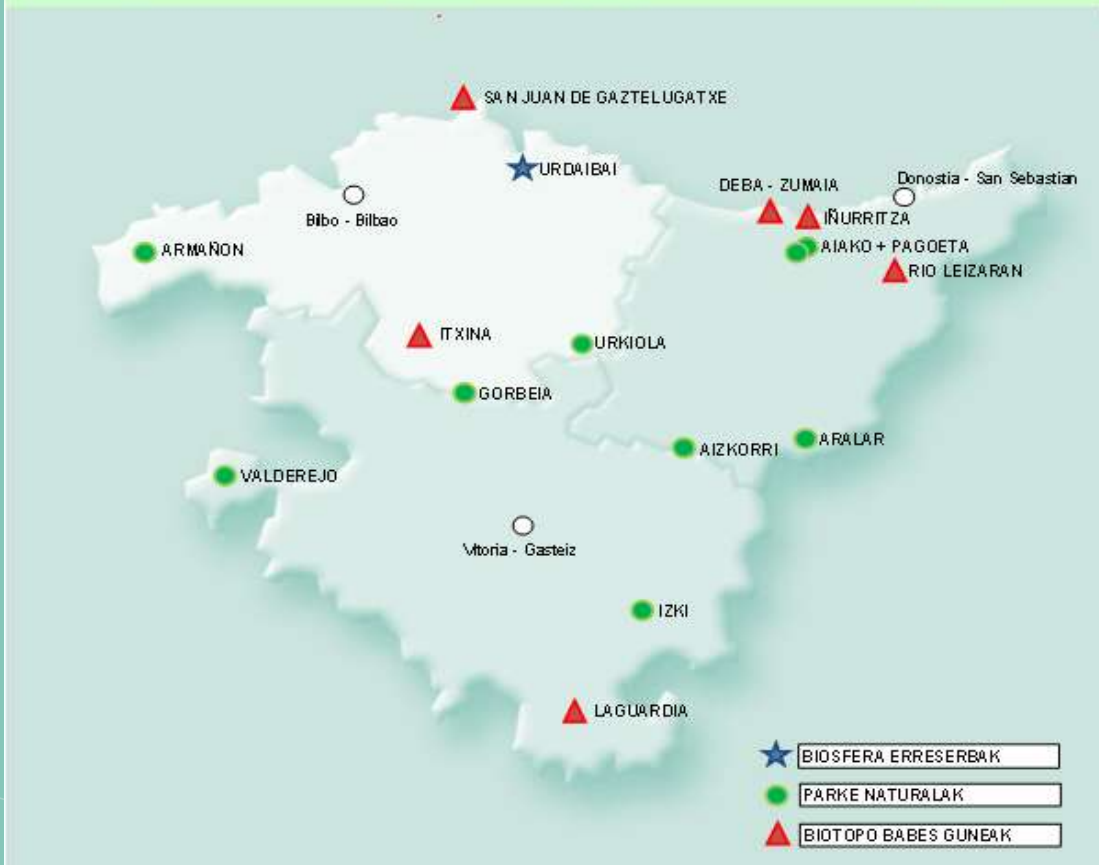 SAN JUAN DE GAZTELUGATXE
URDAIBAI
DEBA - ZUMAIA
Donostia - San Sebastian
Bilbo - Bilbao
IÑURRITZA
ARMAÑON
AIAKO + PAGOETA
RIO LEIZARAN
ITXINA
URKIOLA
GORBEIA
AIZKORRI
ARALAR
VALDEREJO
Vitoria - Gasteiz
IZKI
LAGUARDIA
BIOSFERA ERRESERBAK
PARKE NATURALAK
BIOTOPO BABES GUNEAK